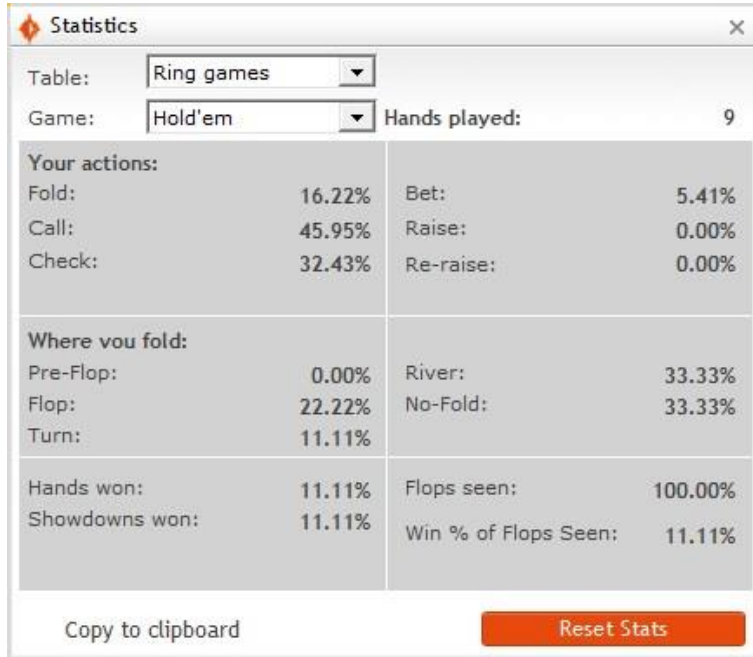 Statistics
Table: Ring games
Game: Hold'em Hands played: 9
Your actions:
Fold: 16.22% Bet: 5.41%
Call: 45.95% Raise: 0.00%
Check: 32.43% Re-raise: 0.00%
Where you fold:
Pre-Flop: 0.00% River: 33.33%
Flop: 22.22% No-Fold: 33.33%
Turn: 11.11%
Hands won: 11.11% Flops seen: 100.00%
Showdowns won: 11.11% Win % of Flops Seen: 11.11%
Copy to clipboard Reset Stats